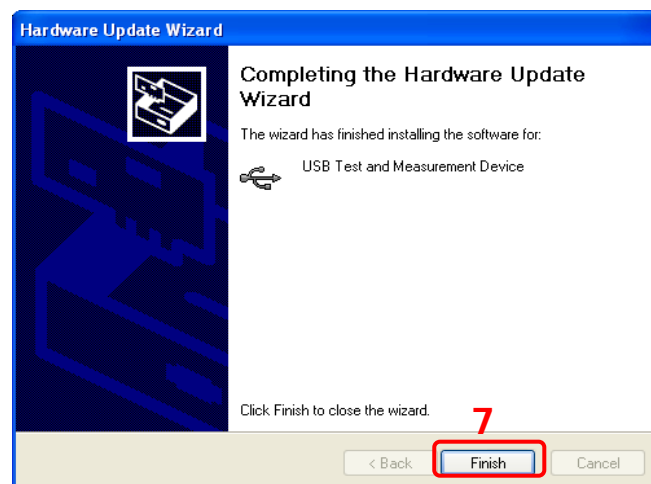 Hardware Update Wizard
Completing the Hardware Update
Wizard
The wizard has finished installing the software for:
USB Test and Measurement Device
Click Finish to close the wizard.
7
< Back Finish Cancel